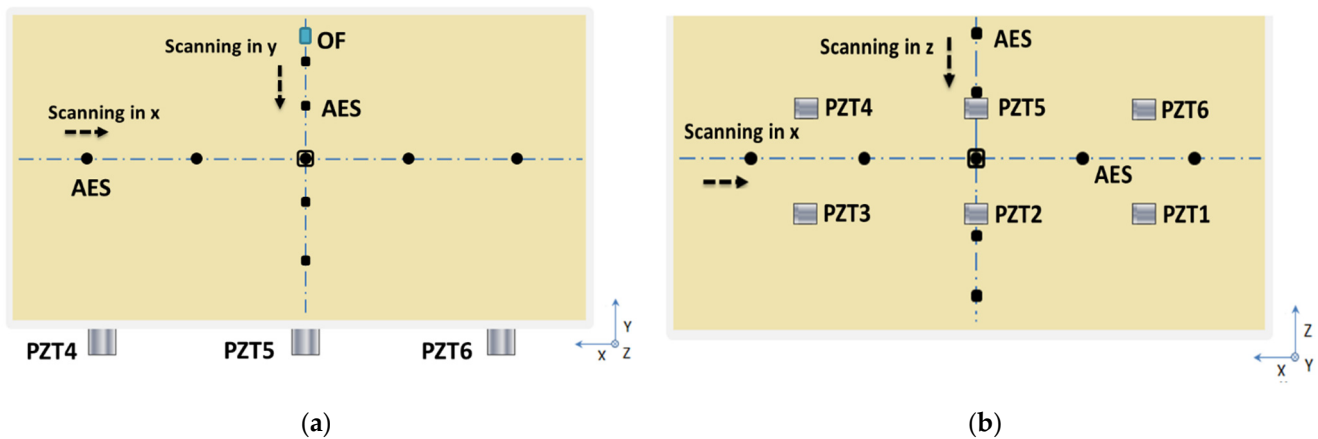 OF
Scanning in y
AES
Scanning in x
AES
PZT4
PZT5
PZT6
Y
X
Z
(a)
AES
Scanning in z
PZT4
PZT5
PZT6
Scanning in x
AES
PZT3
PZT2
PZT1
Z
X
Y
(b)